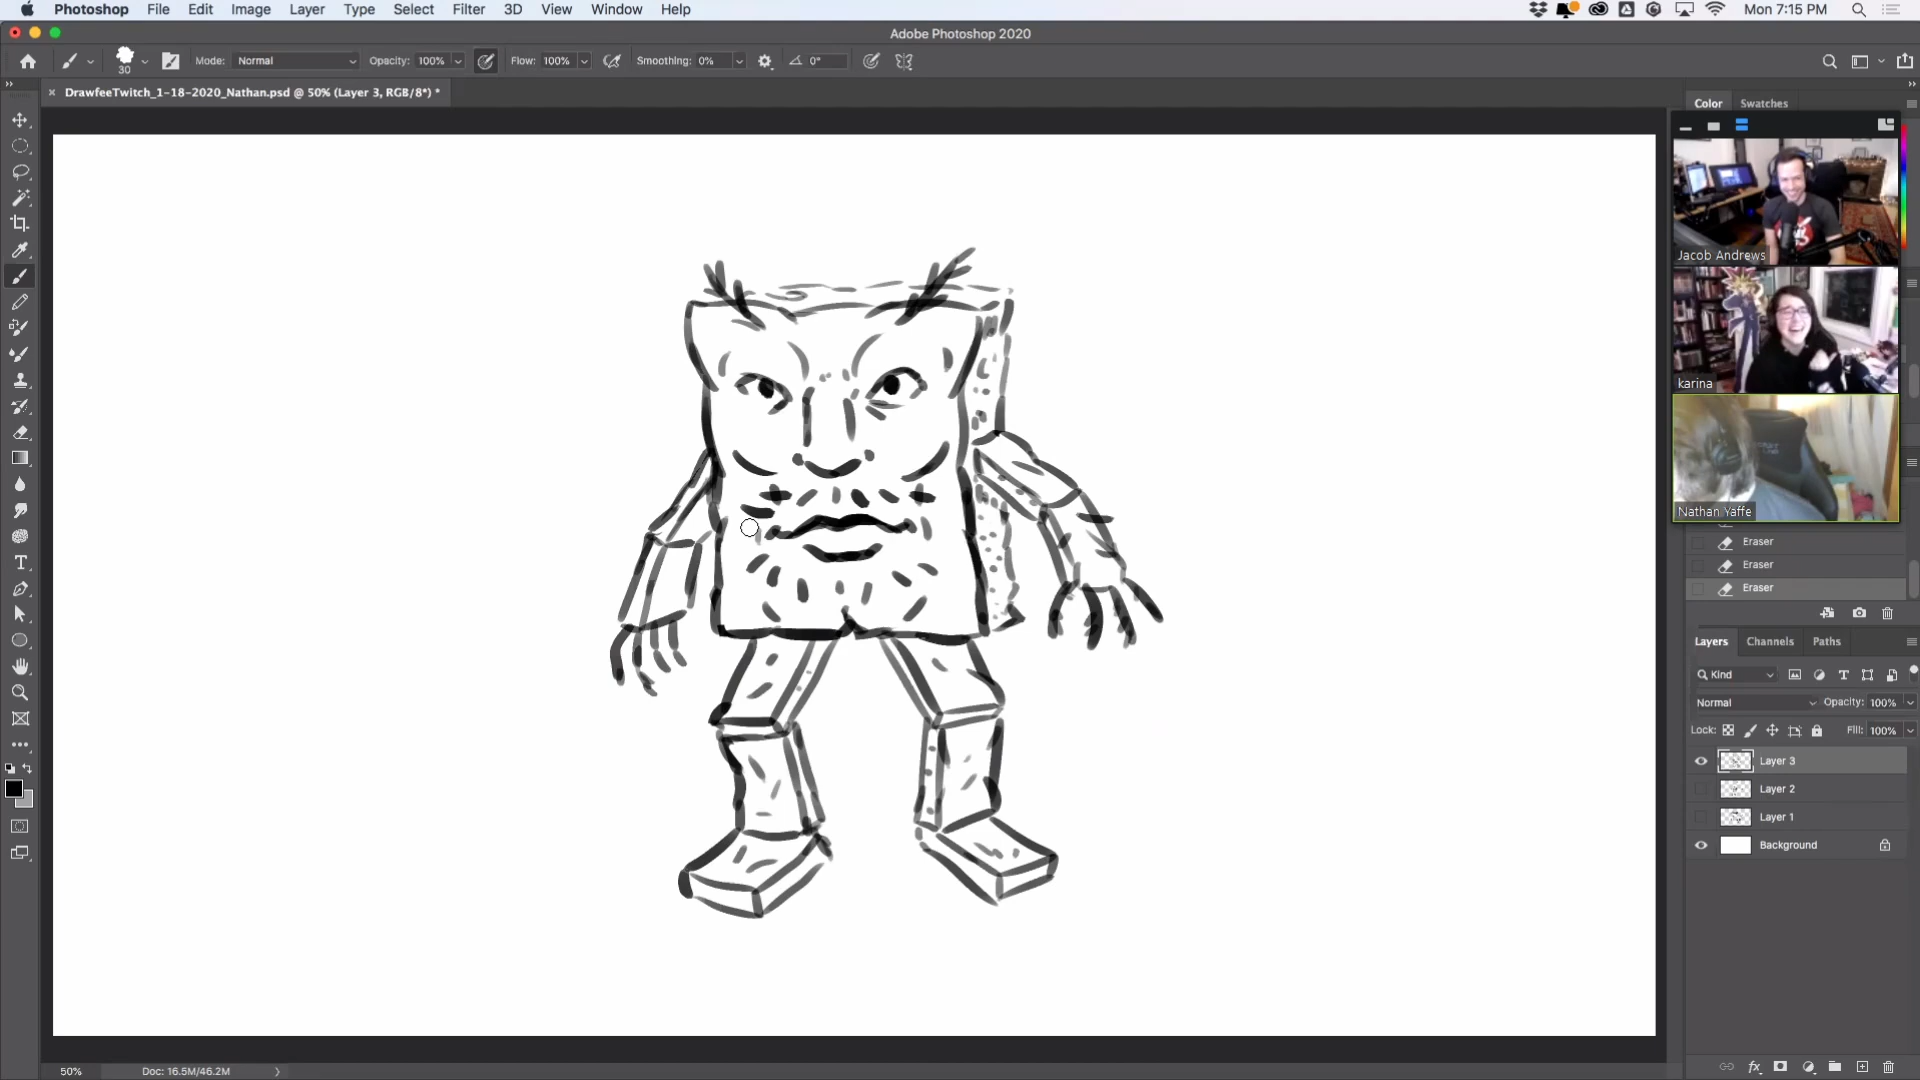 Photoshop File Edit Image Layer Type Select Filter 3D View Window Help Mon 7:15 PM
Adobe Photoshop 2020
30 Mode: Normal Opacity: 100% Flow: 100% Smoothing: 0% 0°
DrawfeeTwitch_1-18-2020_Nathan.psd @ 50% (Layer 3, RGB/8*) *
Color Swatches
Jacob Andrews
karina
Nathan Yaffe
Eraser
Eraser
Eraser
Layers Channels Paths
Kind
Normal Opacity: 100%
Lock: Fill: 100%
Layer 3
Layer 2
Layer 1
Background
50% Doc: 16.5M/46.2M